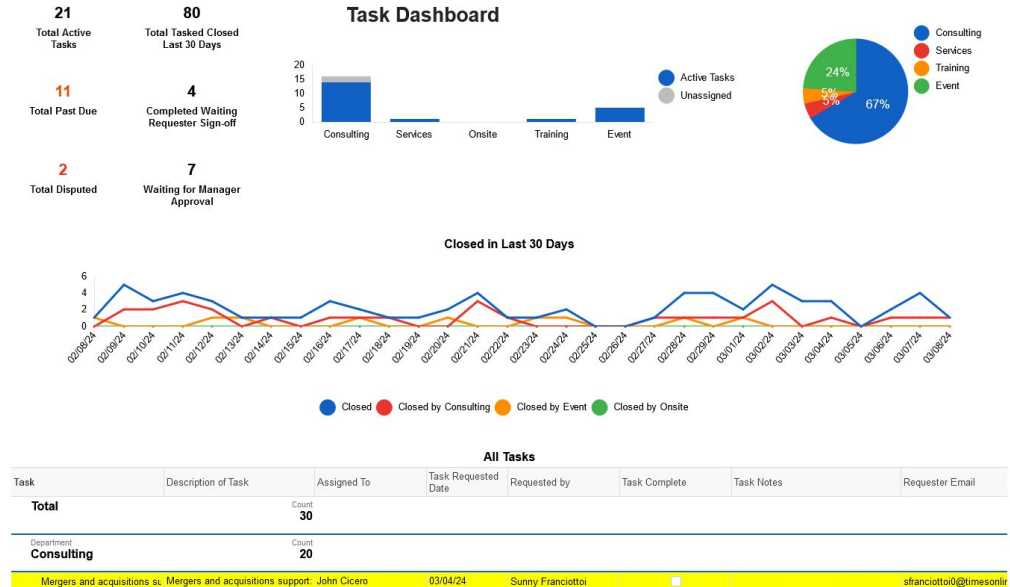 Task Dashboard
21
Total Active
Tasks
80
Total Tasked Closed
Last 30 Days
11
Total Past Due
4
Completed Waiting
Requester Sign-off
2
Total Disputed
7
Waiting for Manager
Approval
20
15
10
5
0
Consulting Services Onsite Training Event
Active Tasks
Unassigned
24%
5%
5%
67%
Consulting
Services
Training
Event
Closed in Last 30 Days
6
4
2
0
02/08/24 02/09/24 02/10/24 02/11/24 02/12/24 02/13/24 02/14/24 02/15/24 02/16/24 02/17/24 02/18/24 02/19/24 02/20/24 02/21/24 02/22/24 02/23/24 02/24/24 02/25/24 02/26/24 02/27/24 02/28/24 02/29/24 03/01/24 03/02/24 03/03/24 03/04/24 03/05/24 03/06/24 03/07/24 03/08/24
Closed Closed by Consulting Closed by Event Closed by Onsite
All Tasks
Task Description of Task Assigned To Task Requested Date Requested by Task Complete Task Notes Requester Email
Total Count
30
Department Count
Consulting 20
Mergers and acquisitions su Mergers and acquisitions support: John Cicero 03/04/24 Sunny Franciottoi sfranciottoi0@timesonlir